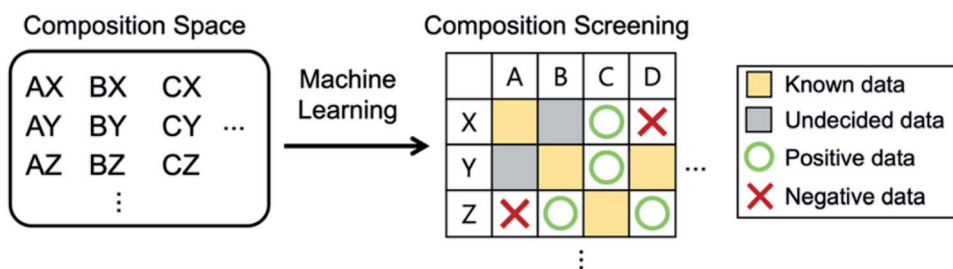 Composition Space
AX BX CX
AY BY CY ...
AZ BZ CZ
⋮
Machine
Learning
Composition Screening
A B C D
X
Y
...
Z
⋮
Known data
Undecided data
Positive data
Negative data